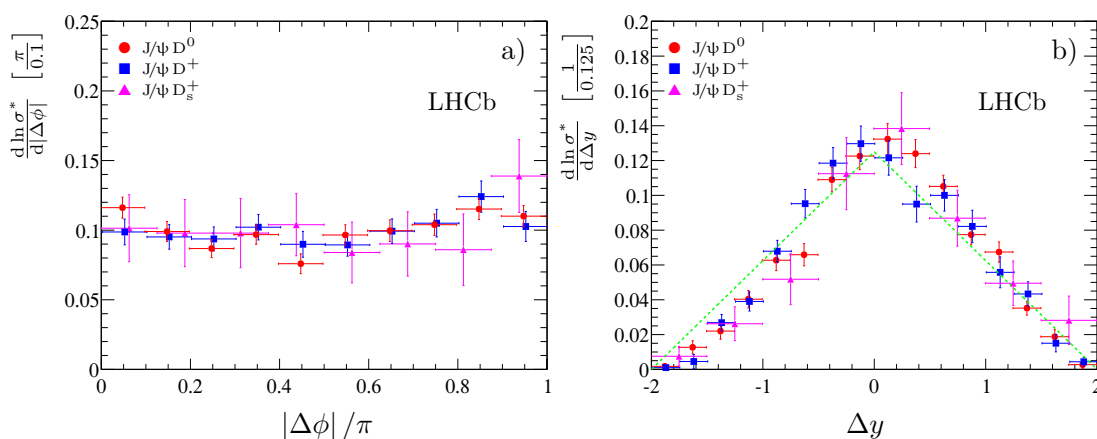 d ln σ* / d|Δϕ| [π / 0.1]
0.25
0.2
0.15
0.1
0.05
0
a)
J/ψ D⁰
J/ψ D⁺
J/ψ Dₛ⁺
LHCb
0 0.2 0.4 0.6 0.8 1
|Δϕ| /π
d ln σ* / dΔy [1 / 0.125]
0.2
0.18
0.16
0.14
0.12
0.1
0.08
0.06
0.04
0.02
0
b)
J/ψ D⁰
J/ψ D⁺
J/ψ Dₛ⁺
LHCb
-2 -1 0 1 2
Δy